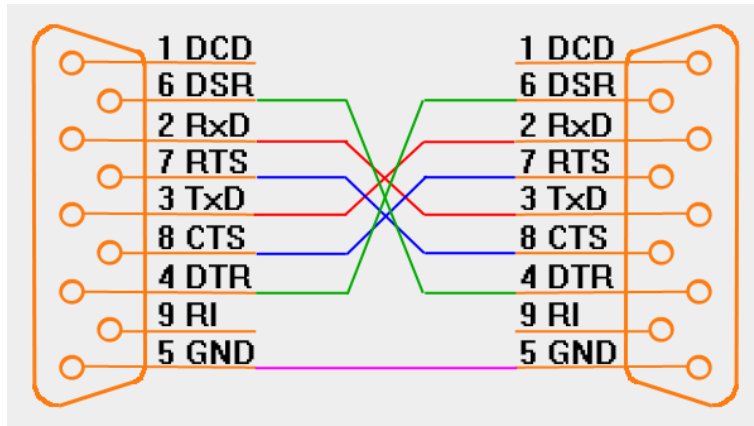 1 DCD 1 DCD
6 DSR 6 DSR
2 RxD 2 RxD
7 RTS 7 RTS
3 TxD 3 TxD
8 CTS 8 CTS
4 DTR 4 DTR
9 RI 9 RI
5 GND 5 GND